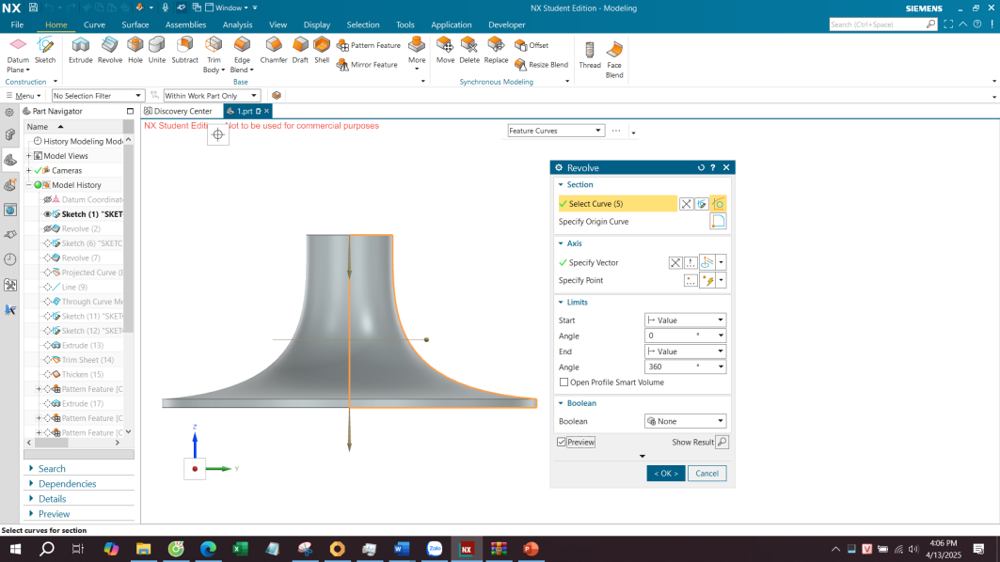 NX
Window
NX Student Edition - Modeling
SIEMENS
File Home Curve Surface Assemblies Analysis View Display Selection Tools Application Developer
Search (Ctrl+Space)
Datum Plane
Sketch
Extrude
Revolve
Hole
Unite
Subtract
Trim Body
Edge Blend
Chamfer
Draft
Shell
Pattern Feature
Mirror Feature
More
Move
Delete
Replace
Offset
Resize Blend
Thread
Face Blend
Construction
Base
Synchronous Modeling
Menu
No Selection Filter
Within Work Part Only
Part Navigator
Discovery Center
1.prt
Name
NX Student Edition Not to be used for commercial purposes
Feature Curves
History Modeling Mod
Model Views
Cameras
Model History
Datum Coordinat
Sketch (1) "SKET
Revolve (2)
Sketch (6) "SKETC
Revolve (7)
Projected Curve (
Line (9)
Through Curve Me
Sketch (11) "SKET
Sketch (12) "SKET
Extrude (13)
Trim Sheet (14)
Thicken (15)
Pattern Feature [C
Extrude (17)
Pattern Feature [C
Pattern Feature [C
Search
Dependencies
Details
Preview
Z
Y
Revolve
Section
Select Curve (5)
Specify Origin Curve
Axis
Specify Vector
Specify Point
Limits
Start Value
Angle 0 °
End Value
Angle 360 °
Open Profile Smart Volume
Boolean
Boolean None
Preview Show Result
< OK > Cancel
Select curves for section
Zalo
NX
4:06 PM
4/13/2025